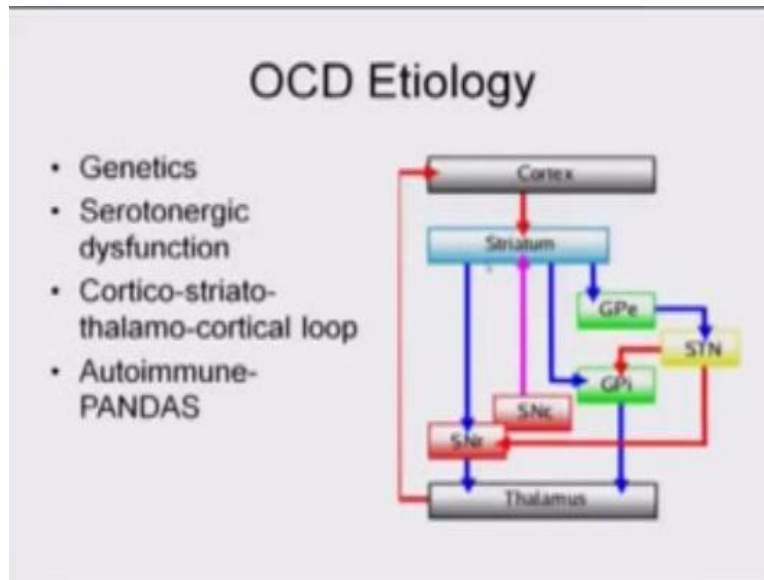 OCD Etiology
• Genetics
• Serotonergic
dysfunction
• Cortico-striato-
thalamo-cortical loop
• Autoimmune-
PANDAS
Cortex
Striatum
GPe
STN
GPi
SNc
SNr
Thalamus